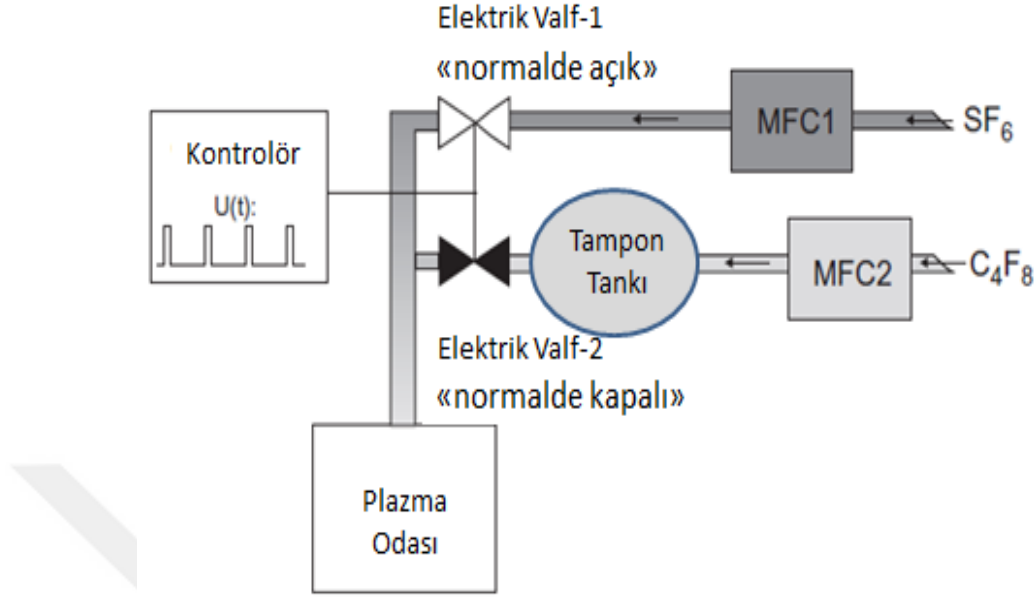 Elektrik Valf-1
«normalde açık»
MFC1
SF6
Kontrolör
U(t):
Tampon
Tankı
MFC2
C4F8
Elektrik Valf-2
«normalde kapalı»
Plazma
Odası